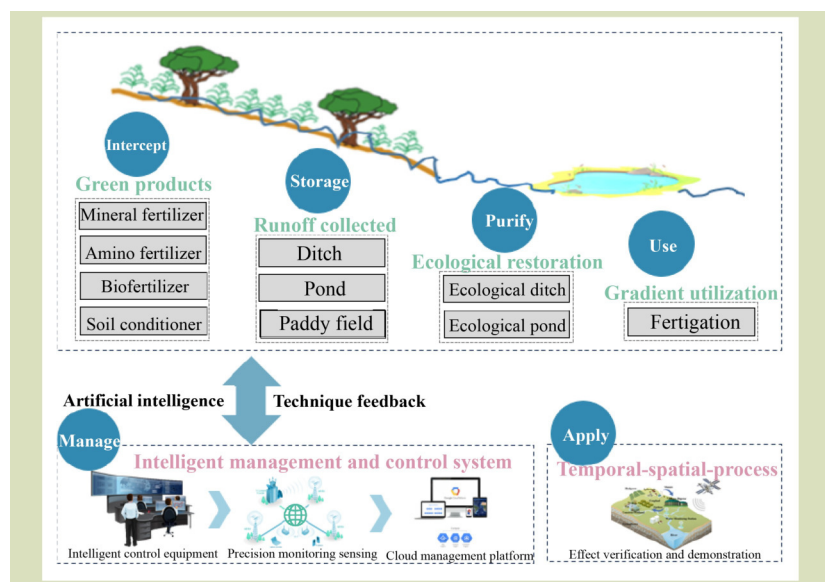 Intercept
Green products
Mineral fertilizer
Amino fertilizer
Biofertilizer
Soil conditioner
Storage
Runoff collected
Ditch
Pond
Paddy field
Purify
Ecological restoration
Ecological ditch
Ecological pond
Use
Gradient utilization
Fertigation
Artificial intelligence
Technique feedback
Manage
Intelligent management and control system
Intelligent control equipment
Precision monitoring sensing
Cloud management platform
Apply
Temporal-spatial-process
Effect verification and demonstration